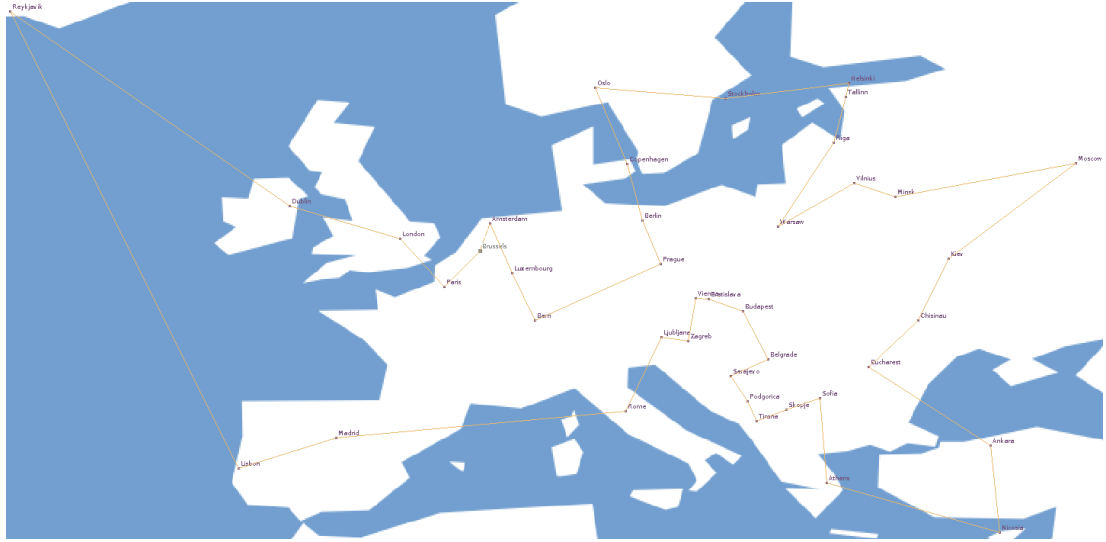 Reykjavik
Helsinki
Oslo
Stockholm
Tallinn
Riga
Copenhagen
Moscow
Vilnius
Minsk
Dublin
Berlin
Amsterdam
Warsaw
London
Brussels
Kiev
Prague
Luxembourg
Paris
Vienna
Bratislava
Budapest
Bern
Chisinau
Ljubljana
Zagreb
Belgrade
Bucharest
Sarajevo
Sofia
Podgorica
Skopje
Rome
Tirana
Madrid
Ankara
Lisbon
Athens
Nicosia